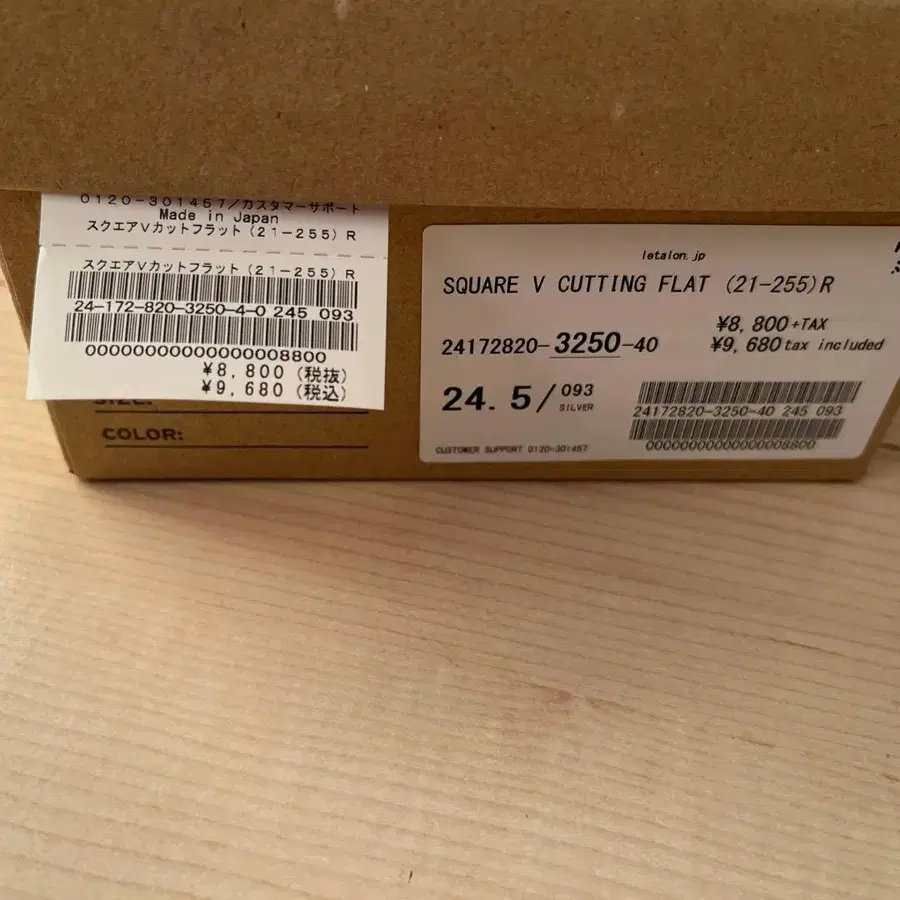 0120-301457/カスタマーサポート
Made in Japan
スクエアVカットフラット(21-255)R
スクエアVカットフラット(21-255)R
24-172-820-3250-4-0 245 093
000000000000000008800
¥8,800(税抜)
¥9,680(税込)
SIZE:
COLOR:
letalon.jp
SQUARE V CUTTING FLAT (21-255)R
¥8,800+TAX
24172820-3250-40
¥9,680 tax included
24.5/093
SILVER
24172820-3250-40 245 093
000000000000000008800
CUSTOMER SUPPORT 0120-301457